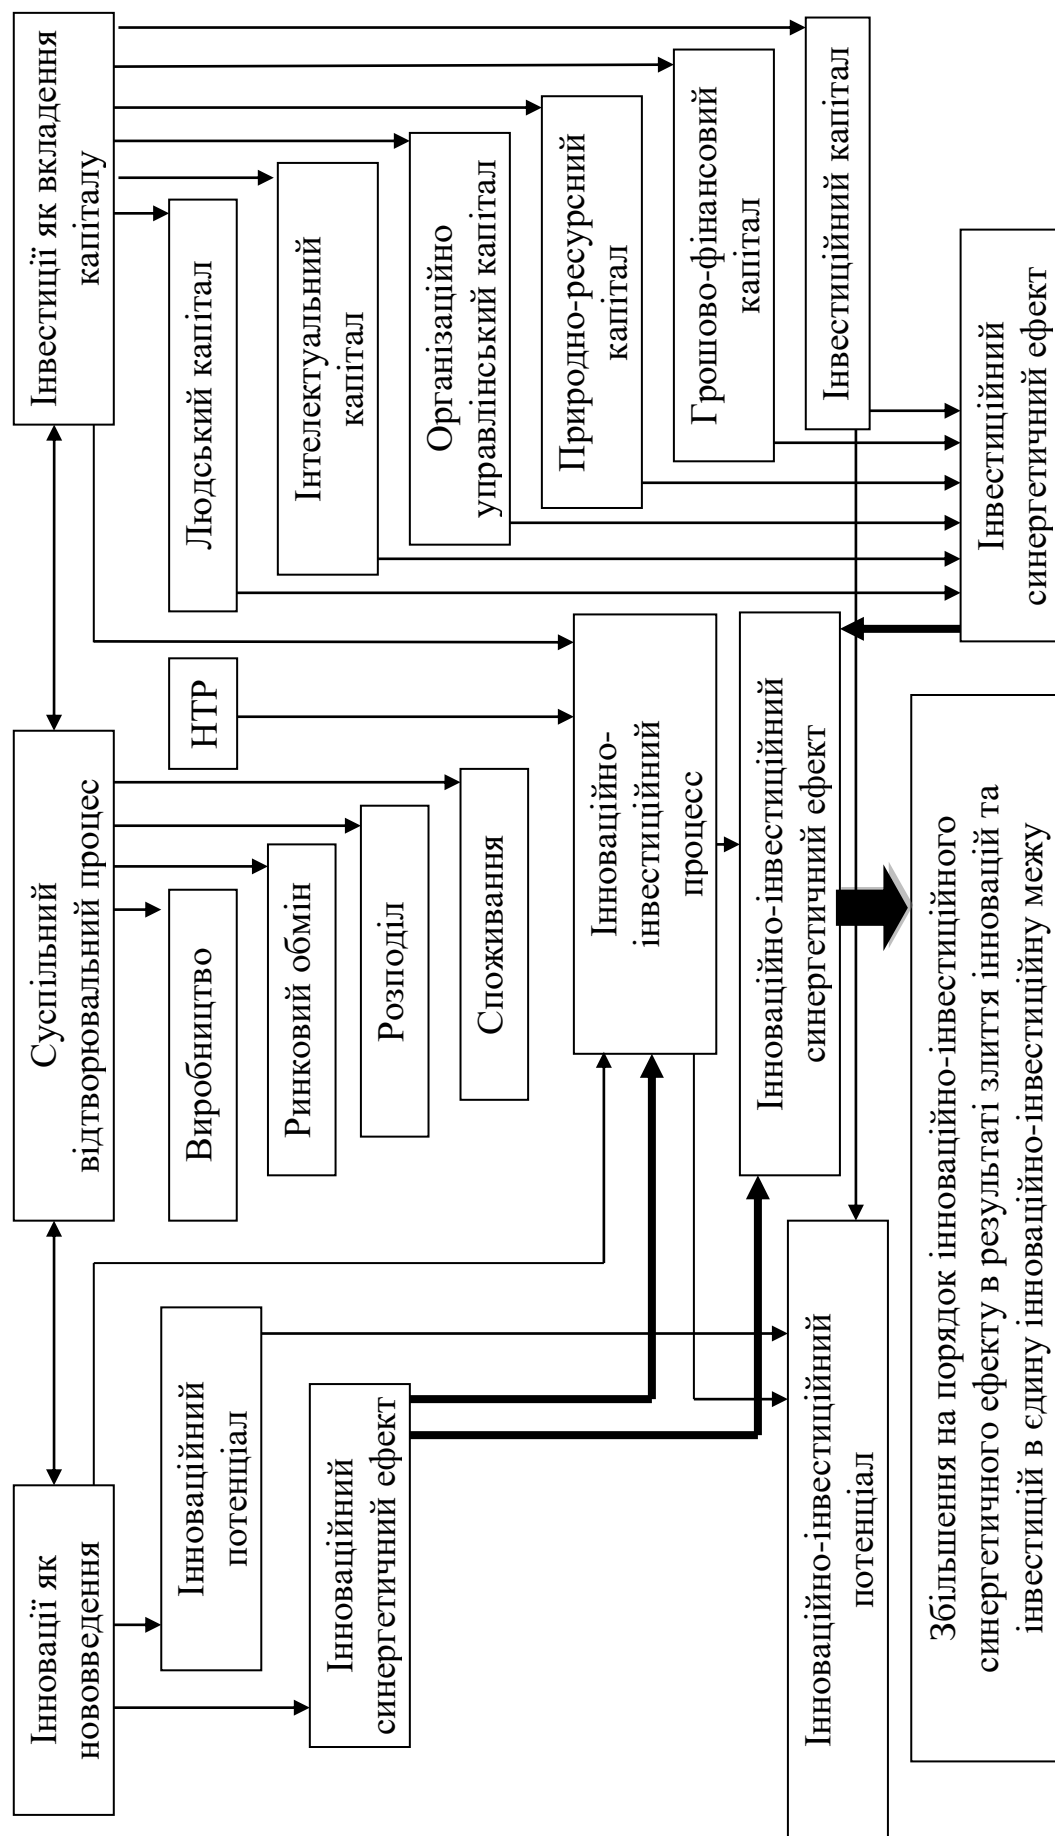 Інновації як
нововведення
Суспільний
відтворювальний процес
Інвестиції як вкладення
капіталу
Інноваційний
потенціал
Інноваційний
синергетичний ефект
Виробництво
Ринковий обмін
Розподіл
Споживання
НТР
Людський капітал
Інтелектуальний
капітал
Організаційно
управлінський капітал
Природно-ресурсний
капітал
Грошово-фінансовий
капітал
Інвестиційний капітал
Інноваційно-
інвестиційний
процесс
Інноваційно-інвестиційний
синергетичний ефект
Інноваційно-інвестиційний
потенціал
Інвестиційний
синергетичний ефект
Збільшення на порядок інноваційно-інвестиційного
синергетичного ефекту в результаті злиття інновацій та
інвестицій в єдину інноваційно-інвестиційну межу